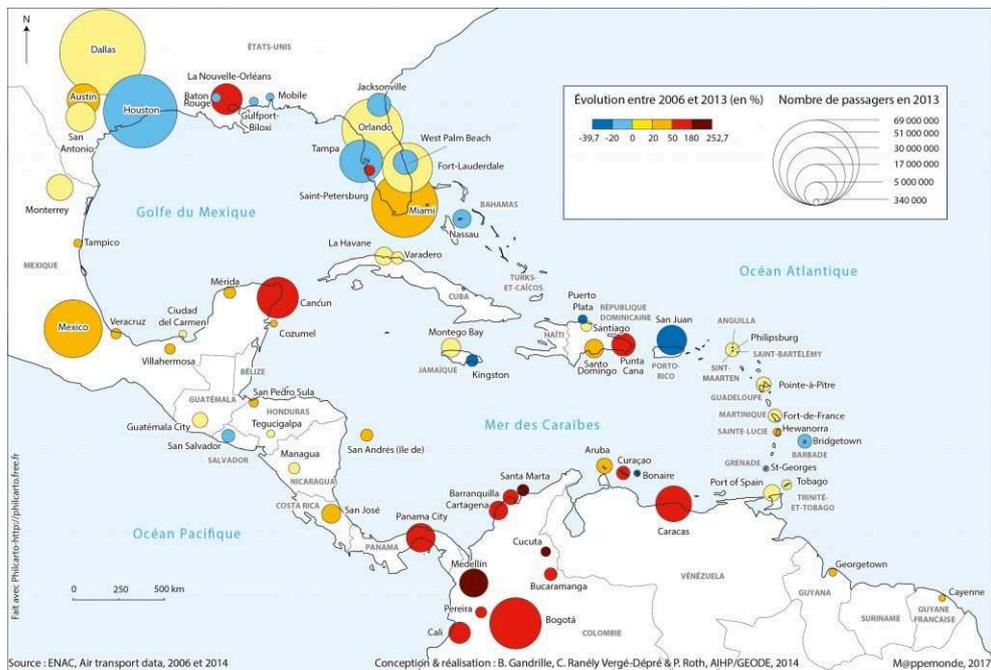 N
Dallas
ÉTATS-UNIS
La Nouvelle-Orléans
Jacksonville
Austin
Houston
Baton
Rouge
Mobile
Gulfport-
Biloxi
San
Antonio
Orlando
West Palm Beach
Tampa
Fort-Lauderdale
Saint-Petersburg
Miami
Monterrey
BAHAMAS
Nassau
Golfe du Mexique
Évolution entre 2006 et 2013 (en %)
-39,7 -20 0 20 50 180 252,7
Nombre de passagers en 2013
69 000 000
51 000 000
30 000 000
17 000 000
5 000 000
340 000
Tampico
MEXIQUE
La Havane
Varadero
Océan Atlantique
TURKS-
ET-CAÏCOS
CUBA
Mérida
Cancún
Cozumel
Mexico
Veracruz
Ciudad
del Carmen
Villahermosa
Puerto
Plata
RÉPUBLIQUE
DOMINICAINE
Santiago
HAÏTI
Santo
Domingo
Punta
Cana
San Juan
PORTO-
RICO
Montego Bay
JAMAÏQUE
Kingston
ANGUILLA
Philipsburg
SAINT-BARTÉLÉMY
SINT-
MAARTEN
Pointe-à-Pitre
GUADELOUPE
MARTINIQUE
Fort-de-France
SAINTE-LUCIE
Hewanorra
Bridgetown
BARBADE
GRENADE
St-Georges
Port of Spain
Tobago
TRINITÉ-
ET-TOBAGO
BÉLIZE
GUATÉMALA
San Pedro Sula
HONDURAS
Guatémala City
Tegucigalpa
San Salvador
SALVADOR
Managua
NICARAGUA
San Andrés (île de)
Mer des Caraïbes
COSTA RICA
San José
Océan Pacifique
Panama City
PANAMA
Aruba
Curaçao
Bonaire
Santa Marta
Barranquilla
Cartagena
Caracas
Cucuta
Medellín
Bucaramanga
Pereira
Bogotá
Cali
COLOMBIE
VÉNÉZUELA
Georgetown
GUYANA
SURINAME
Cayenne
GUYANE
FRANCAISE
0 250 500 km
Fait avec Philcarto-http://philcarto.free.fr
Source : ENAC, Air transport data, 2006 et 2014
Conception & réalisation : B. Gandrille, C. Ranély Vergé-Dépré & P. Roth, AIHP/GEODE, 2014
M@ppemonde, 2017